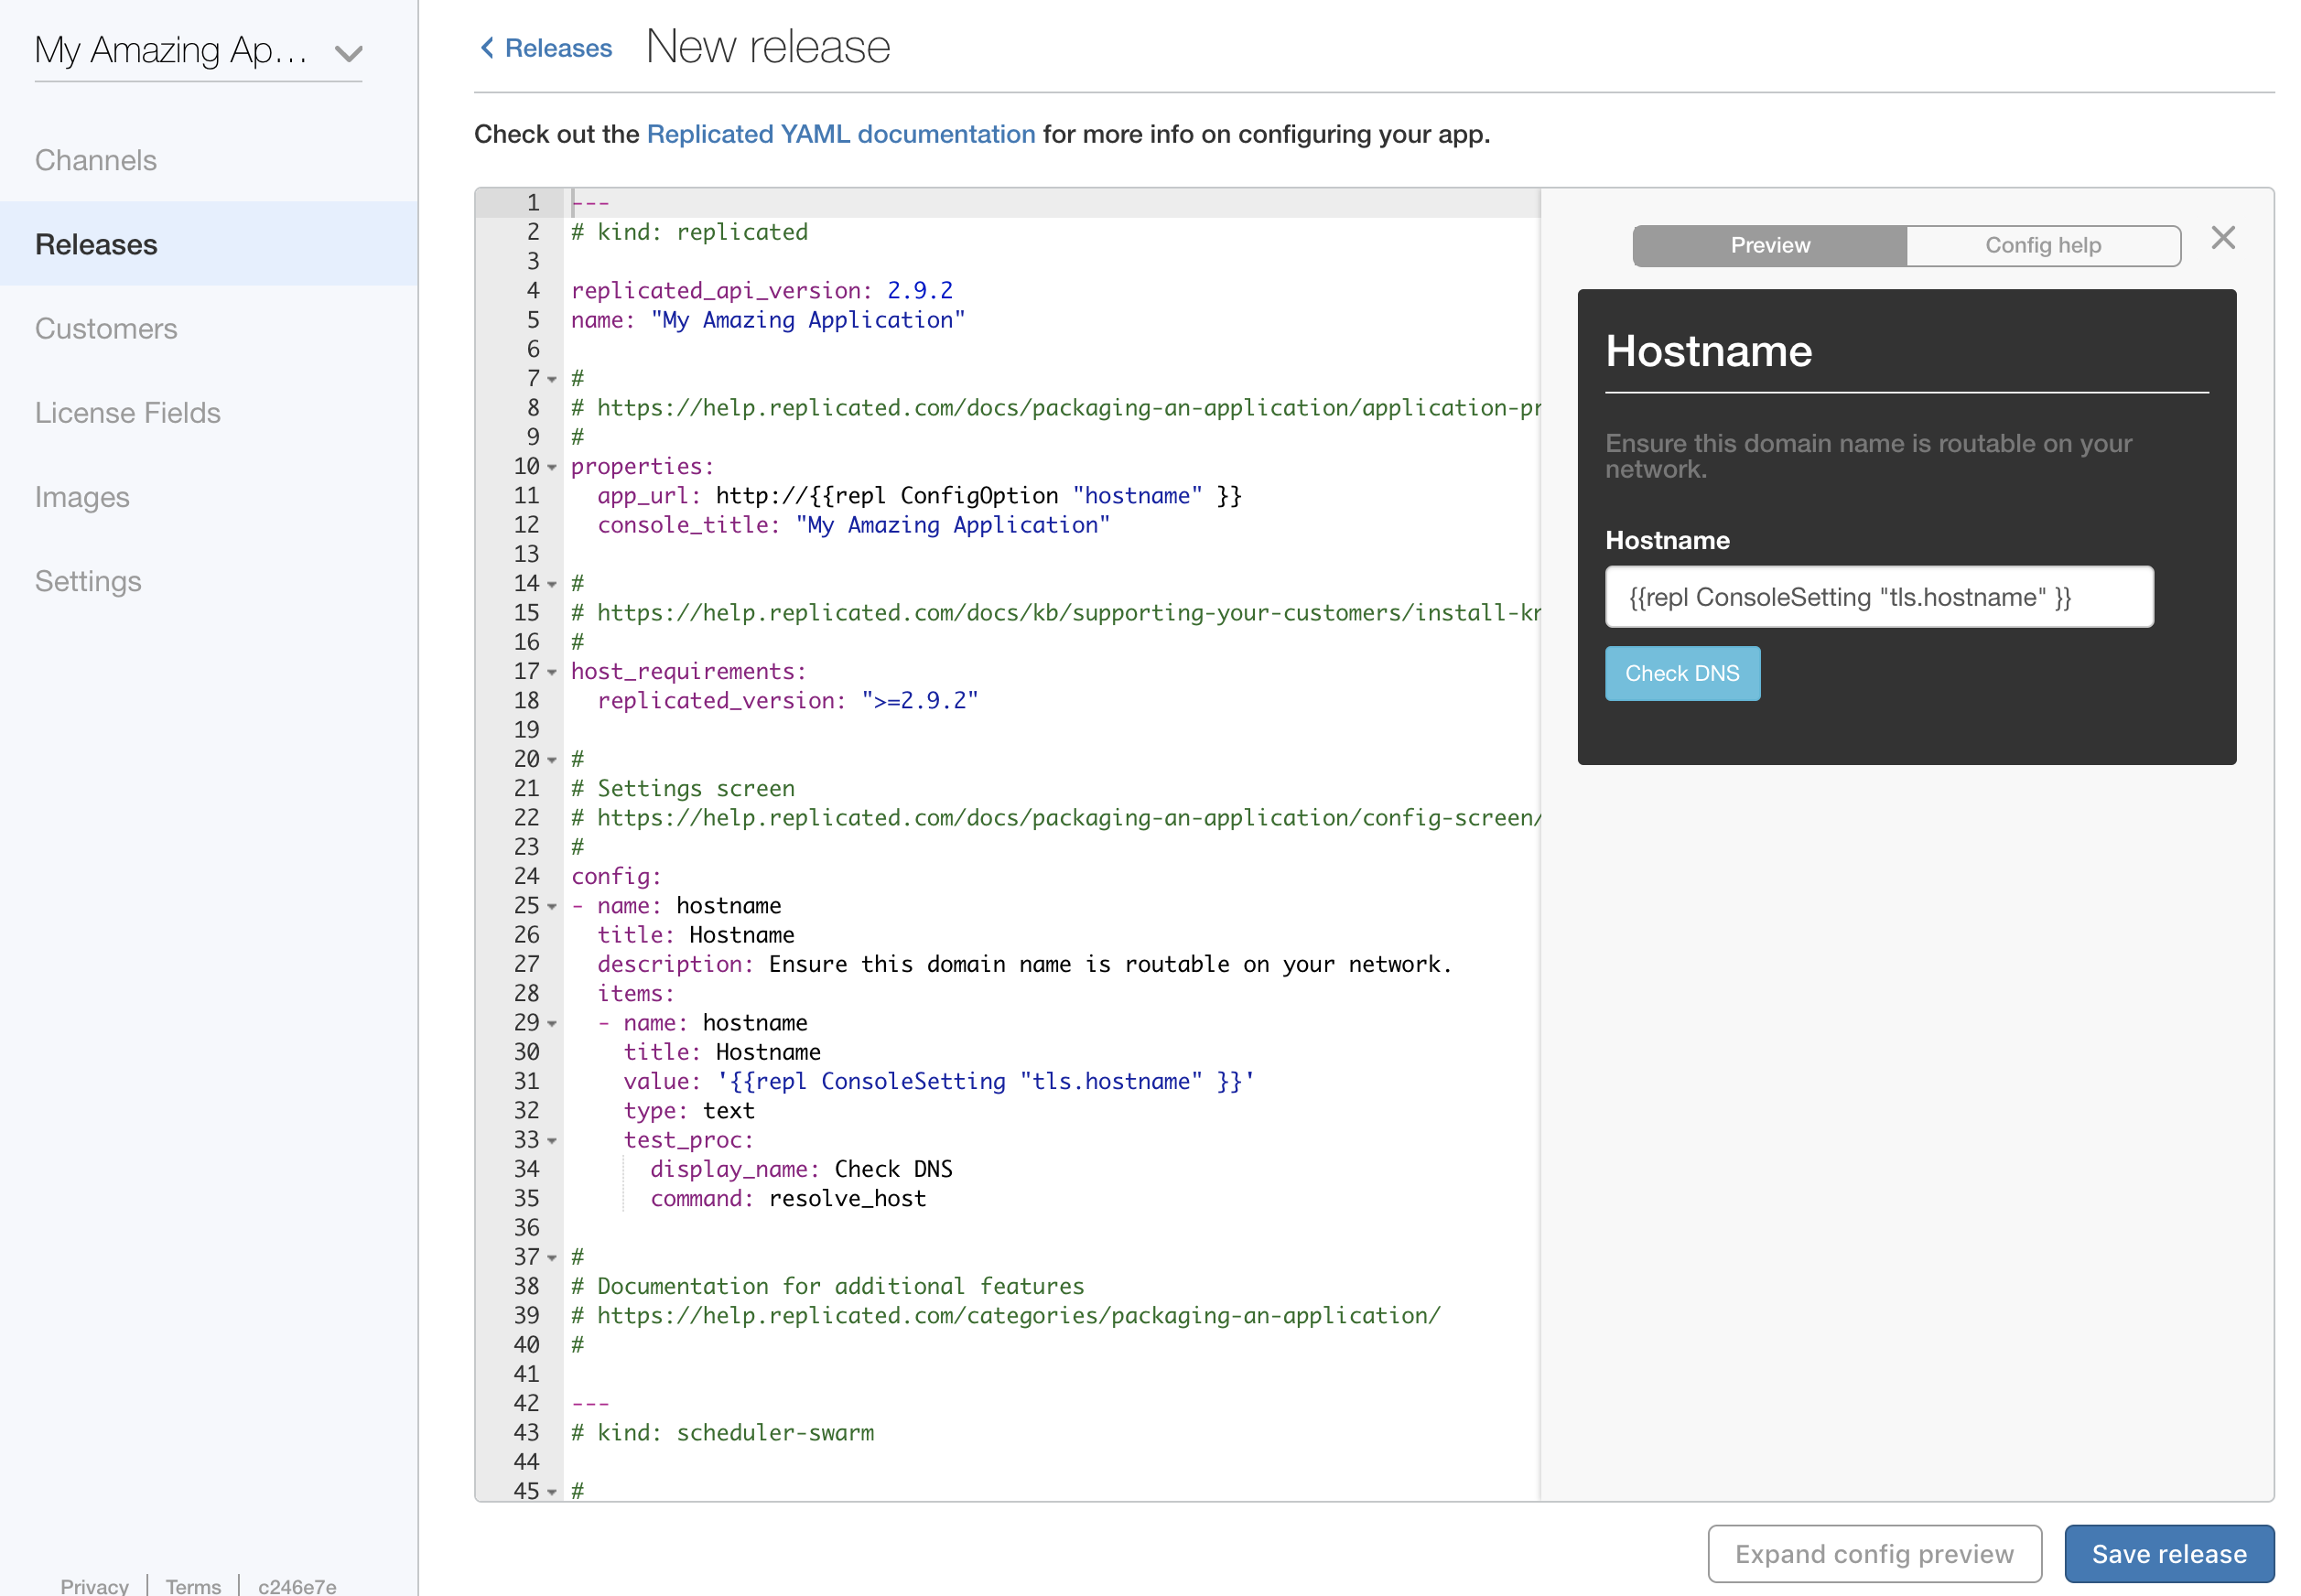 My Amazing Ap...
Channels
Releases
Customers
License Fields
Images
Settings
Privacy | Terms | c246e7e
Releases New release
Check out the Replicated YAML documentation for more info on configuring your app.
1 ---
2 # kind: replicated
3
4 replicated_api_version: 2.9.2
5 name: "My Amazing Application"
6
7 #
8 # https://help.replicated.com/docs/packaging-an-application/application-pr
9 #
10 properties:
11   app_url: http://{{repl ConfigOption "hostname" }}
12   console_title: "My Amazing Application"
13
14 #
15 # https://help.replicated.com/docs/kb/supporting-your-customers/install-kr
16 #
17 host_requirements:
18   replicated_version: ">=2.9.2"
19
20 #
21 # Settings screen
22 # https://help.replicated.com/docs/packaging-an-application/config-screen/
23 #
24 config:
25 - name: hostname
26   title: Hostname
27   description: Ensure this domain name is routable on your network.
28   items:
29   - name: hostname
30     title: Hostname
31     value: '{{repl ConsoleSetting "tls.hostname" }}'
32     type: text
33     test_proc:
34       display_name: Check DNS
35       command: resolve_host
36
37 #
38 # Documentation for additional features
39 # https://help.replicated.com/categories/packaging-an-application/
40 #
41
42 ---
43 # kind: scheduler-swarm
44
45 #
Preview Config help
Hostname
Ensure this domain name is routable on your
network.
Hostname
{{repl ConsoleSetting "tls.hostname" }}
Check DNS
Expand config preview
Save release